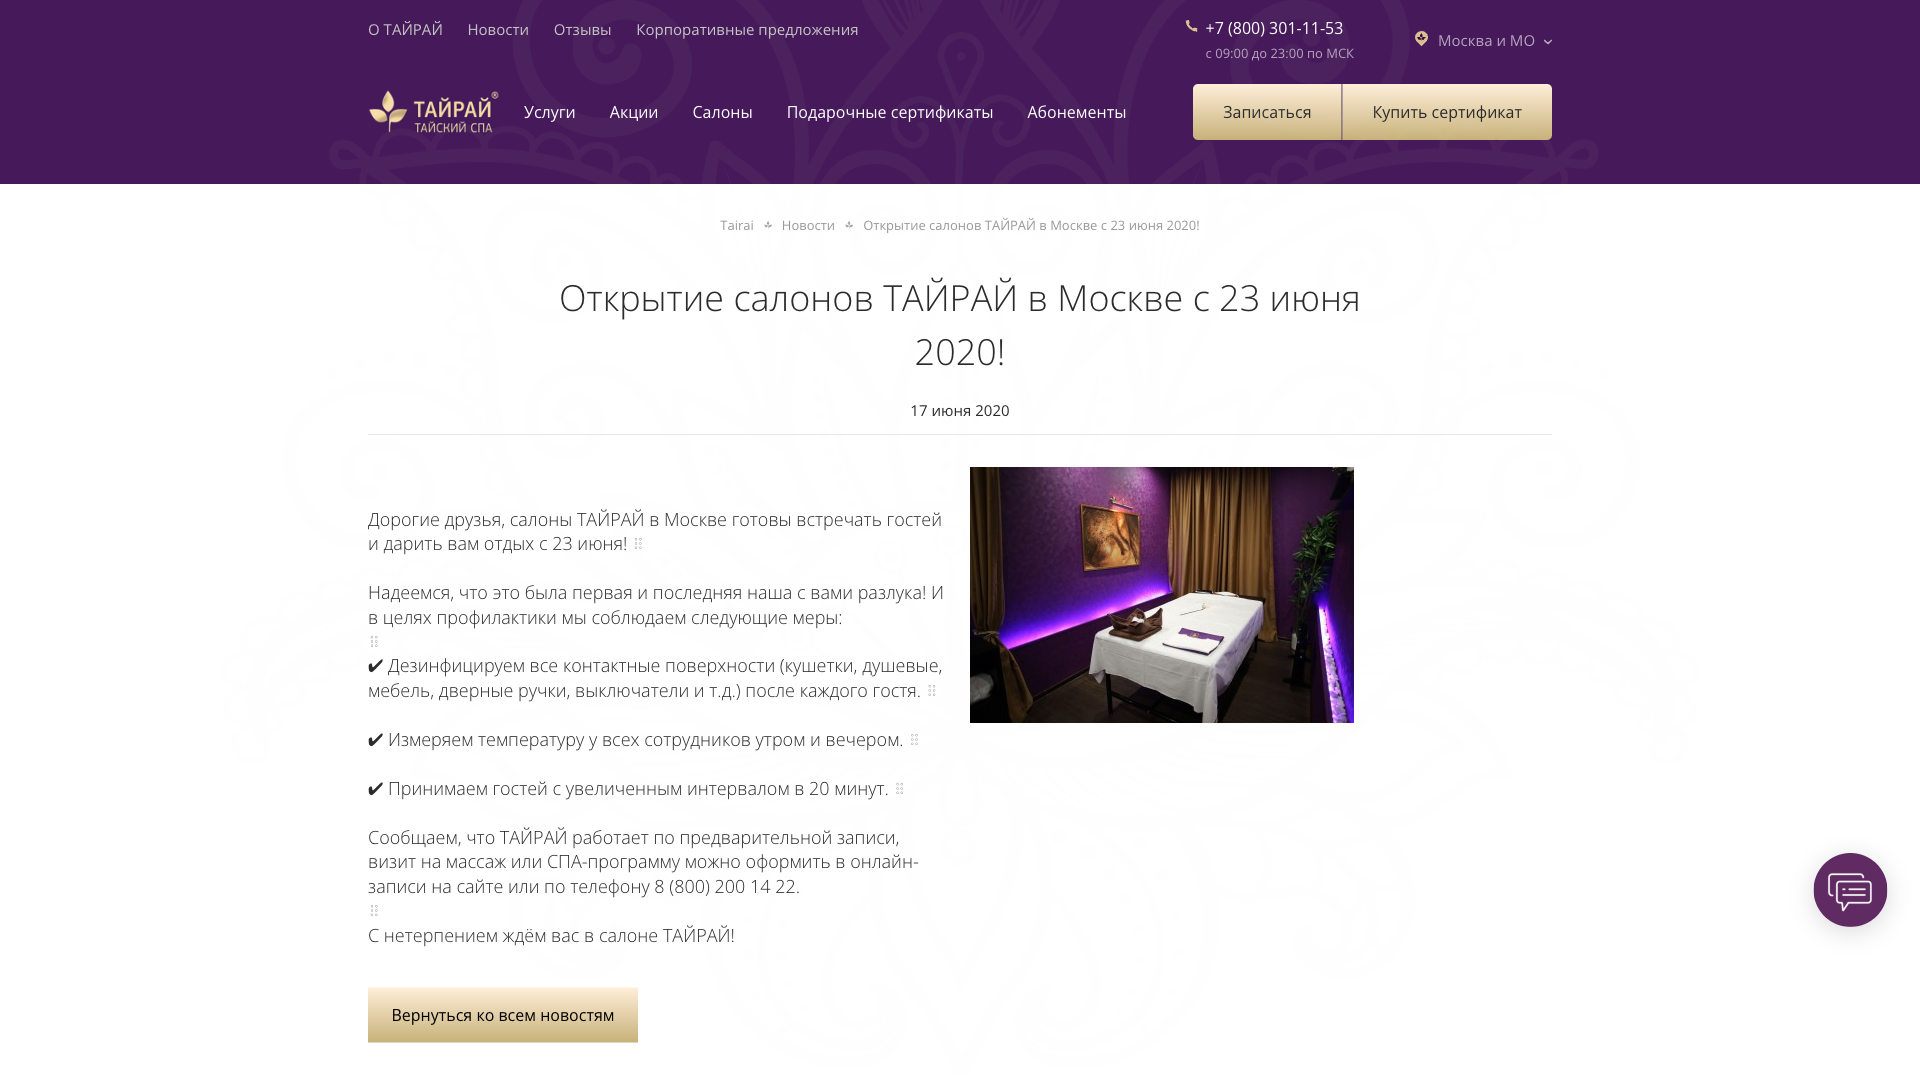 О ТАЙРАЙ Новости Отзывы Корпоративные предложения
+7 (800) 301-11-53
с 09:00 до 23:00 по МСК
Москва и МО
ТАЙРАЙ®
ТАЙСКИЙ СПА
Услуги Акции Салоны Подарочные сертификаты Абонементы
Записаться Купить сертификат
Tairai Новости Открытие салонов ТАЙРАЙ в Москве с 23 июня 2020!
Открытие салонов ТАЙРАЙ в Москве с 23 июня
2020!
17 июня 2020
Дорогие друзья, салоны ТАЙРАЙ в Москве готовы встречать гостей
и дарить вам отдых с 23 июня! ⠿
Надеемся, что это была первая и последняя наша с вами разлука! И
в целях профилактики мы соблюдаем следующие меры:
⠿
✔ Дезинфицируем все контактные поверхности (кушетки, душевые,
мебель, дверные ручки, выключатели и т.д.) после каждого гостя. ⠿
✔ Измеряем температуру у всех сотрудников утром и вечером. ⠿
✔ Принимаем гостей с увеличенным интервалом в 20 минут. ⠿
Сообщаем, что ТАЙРАЙ работает по предварительной записи,
визит на массаж или СПА-программу можно оформить в онлайн-
записи на сайте или по телефону 8 (800) 200 14 22.
⠿
С нетерпением ждём вас в салоне ТАЙРАЙ!
Вернуться ко всем новостям